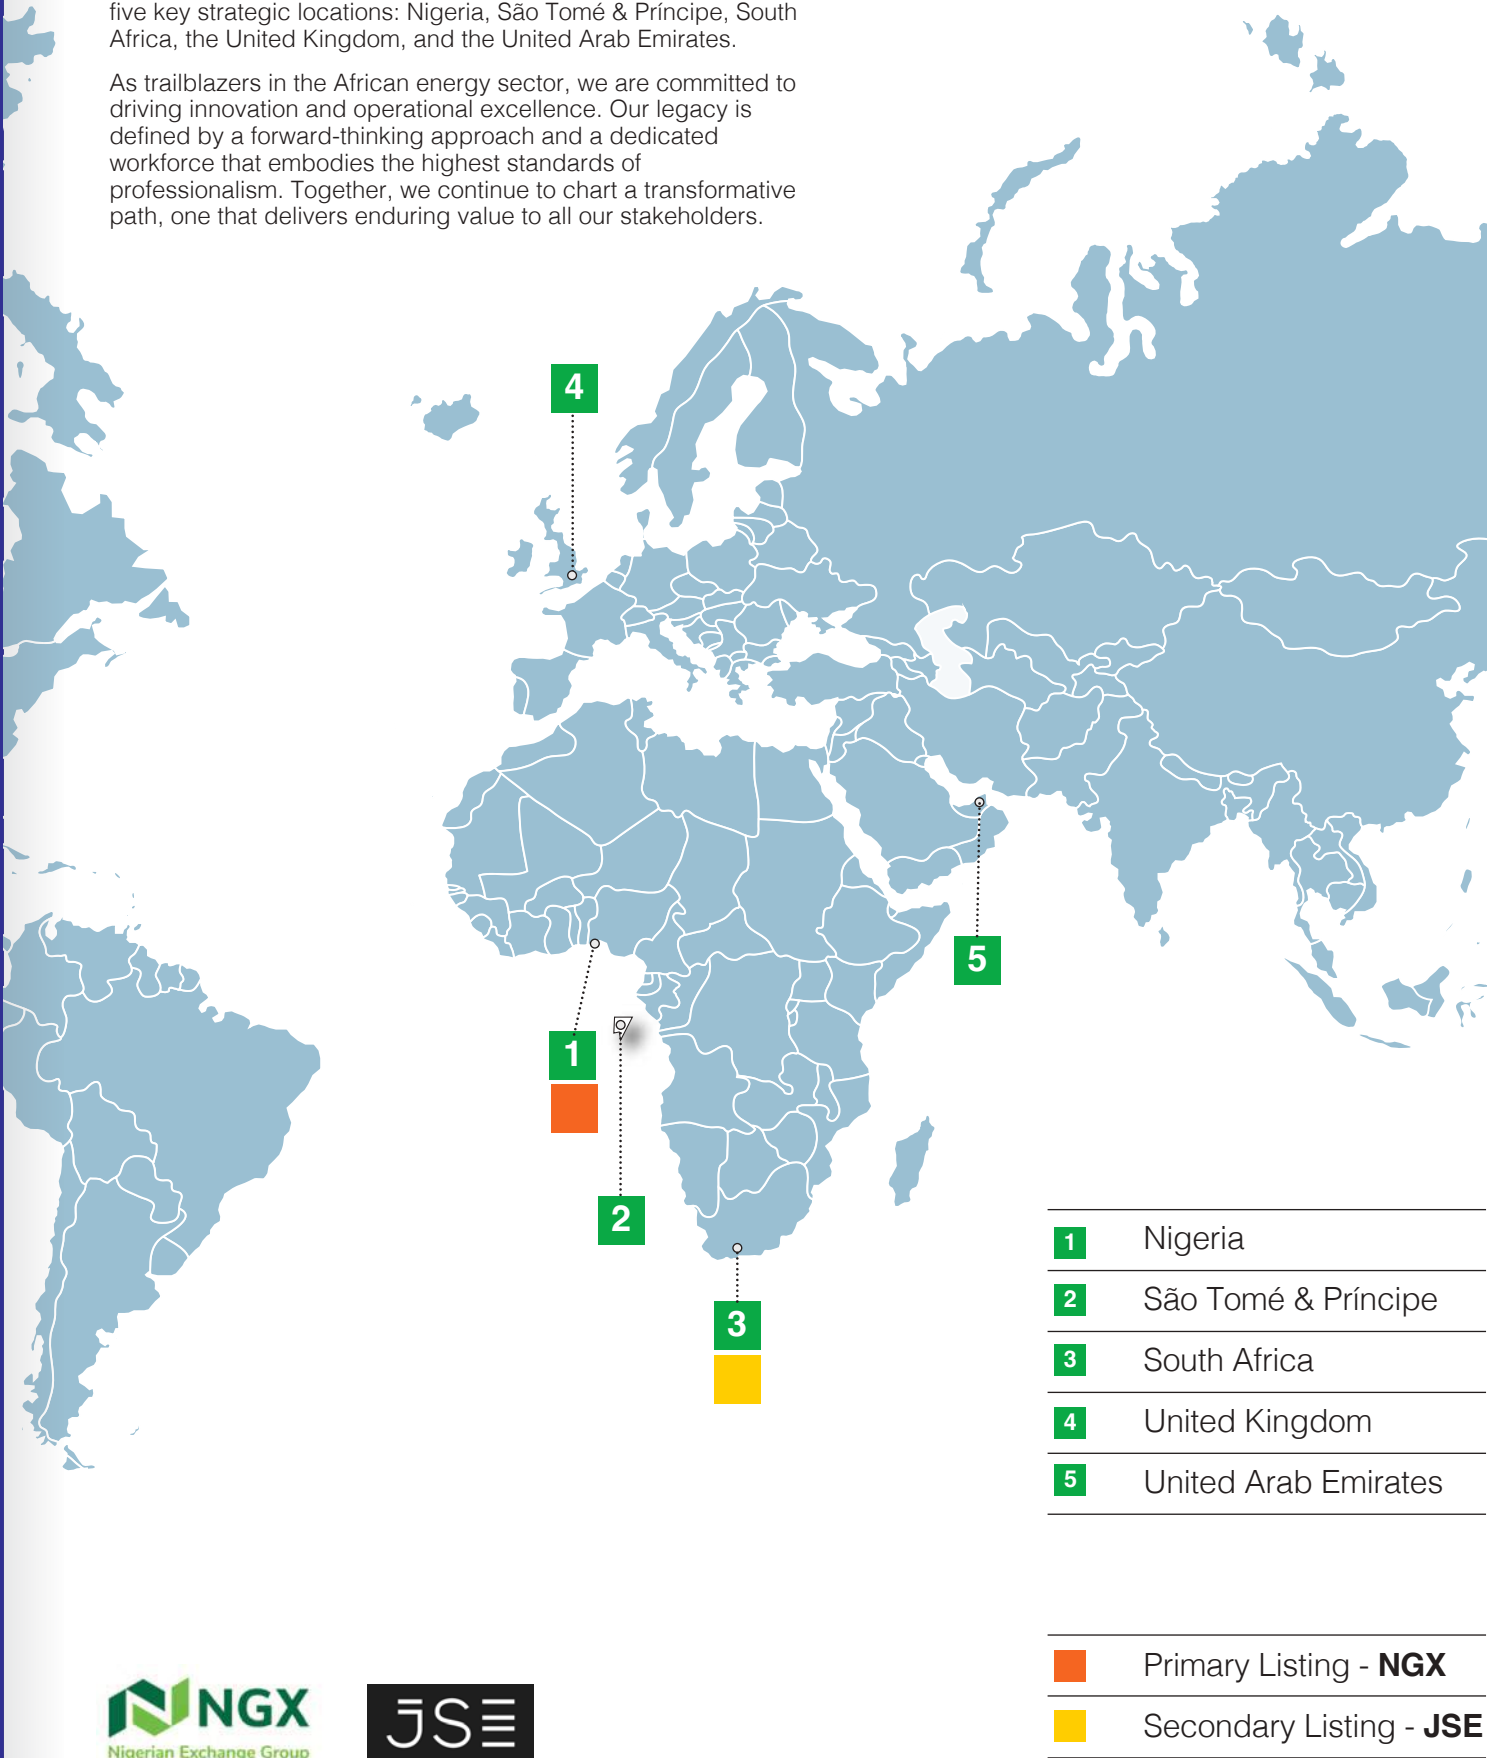 five key strategic locations: Nigeria, São Tomé & Príncipe, South
Africa, the United Kingdom, and the United Arab Emirates.
As trailblazers in the African energy sector, we are committed to
driving innovation and operational excellence. Our legacy is
defined by a forward-thinking approach and a dedicated
workforce that embodies the highest standards of
professionalism. Together, we continue to chart a transformative
path, one that delivers enduring value to all our stakeholders.
4
5
1
2
3
1 Nigeria
2 São Tomé & Príncipe
3 South Africa
4 United Kingdom
5 United Arab Emirates
Primary Listing - NGX
Secondary Listing - JSE
NGX
Nigerian Exchange Group
JSE